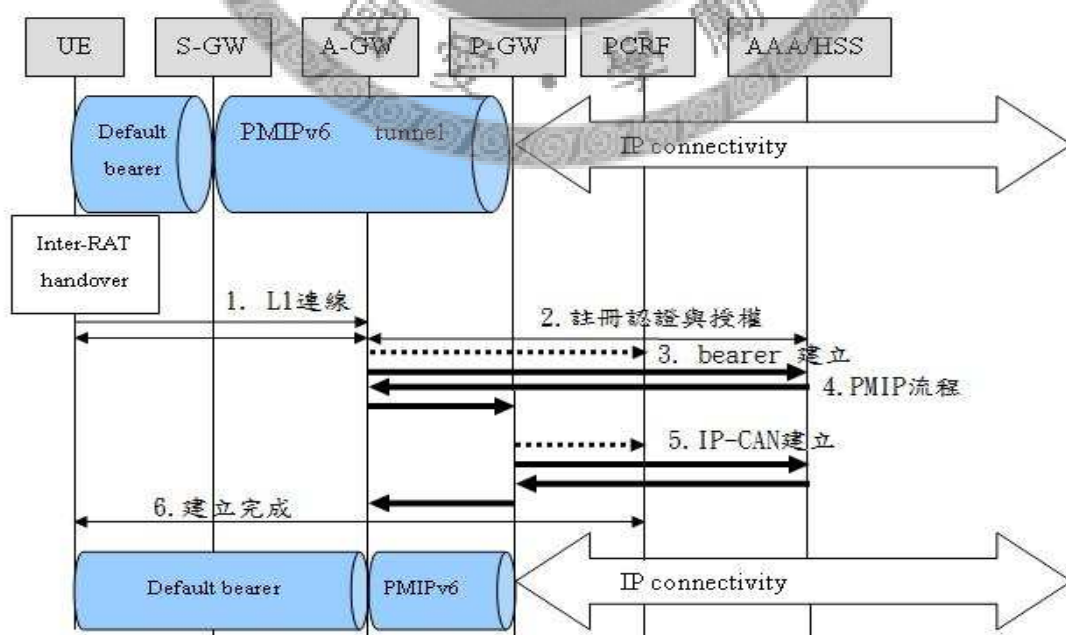 UE S-GW A-GW P-GW PCRF AAA/HSS
Default
bearer
PMIPv6 tunnel
IP connectivity
Inter-RAT
handover
1. L1連線
2.註冊認證與授權
3. bearer 建立
4.PMIP流程
5.IP-CAN建立
6.建立完成
Default bearer
PMIPv6
IP connectivity